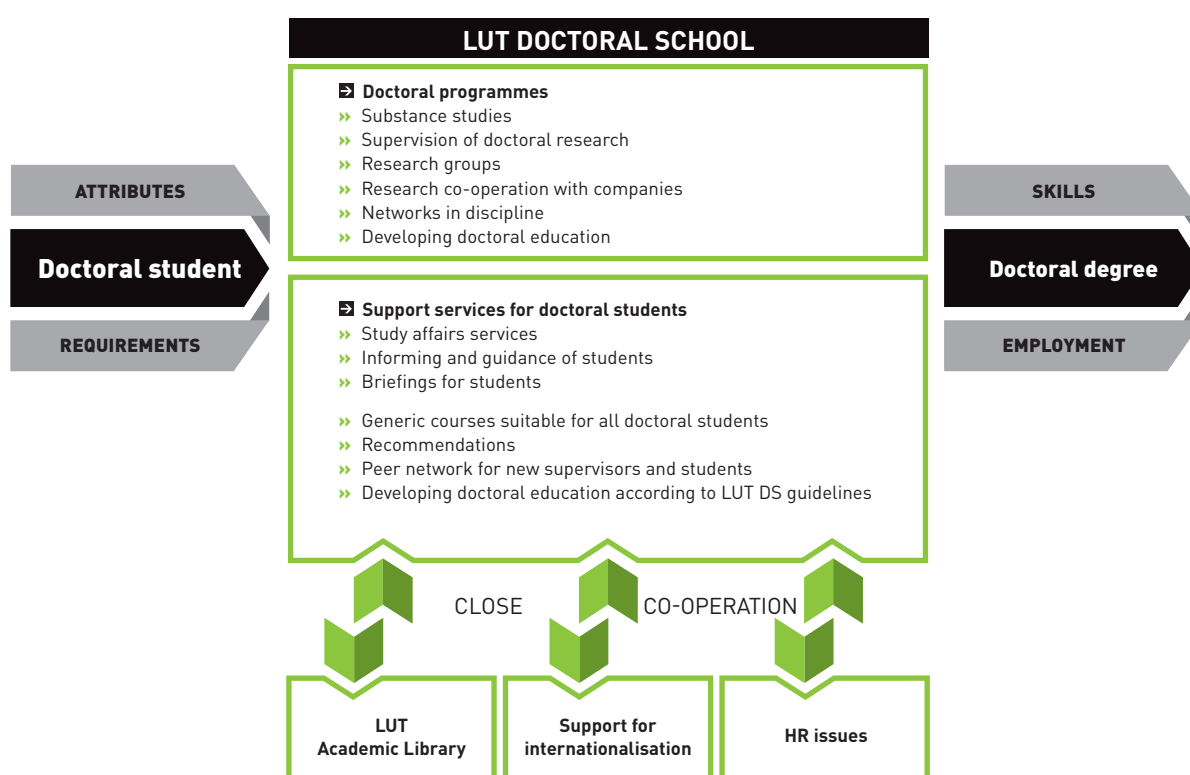 LUT DOCTORAL SCHOOL
Doctoral programmes
›› Substance studies
›› Supervision of doctoral research
›› Research groups
›› Research co-operation with companies
›› Networks in discipline
›› Developing doctoral education
ATTRIBUTES
Doctoral student
REQUIREMENTS
SKILLS
Doctoral degree
EMPLOYMENT
Support services for doctoral students
›› Study affairs services
›› Informing and guidance of students
›› Briefings for students
›› Generic courses suitable for all doctoral students
›› Recommendations
›› Peer network for new supervisors and students
›› Developing doctoral education according to LUT DS guidelines
CLOSE CO-OPERATION
LUT
Academic Library
Support for
internationalisation
HR issues